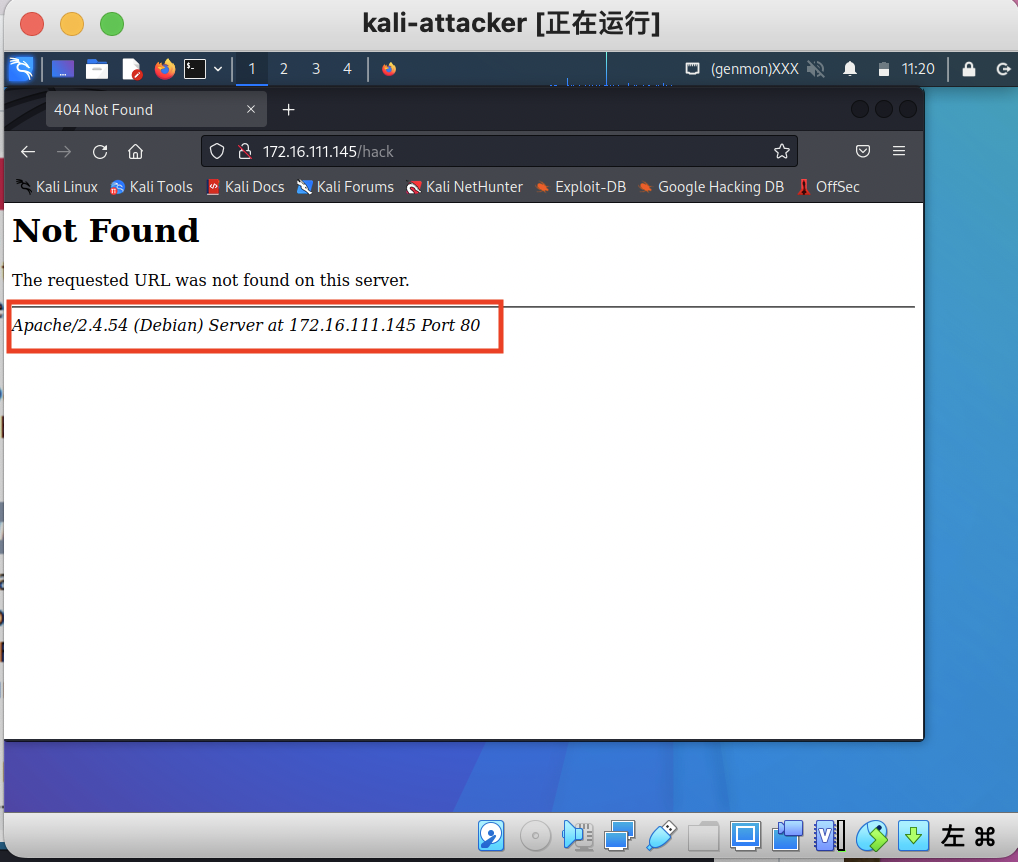 kali-attacker [正在运行]
1 2 3 4 (genmon)XXX 11:20
404 Not Found
172.16.111.145/hack
Kali Linux Kali Tools Kali Docs Kali Forums Kali NetHunter Exploit-DB Google Hacking DB OffSec
Not Found
The requested URL was not found on this server.
Apache/2.4.54 (Debian) Server at 172.16.111.145 Port 80
左 ⌘